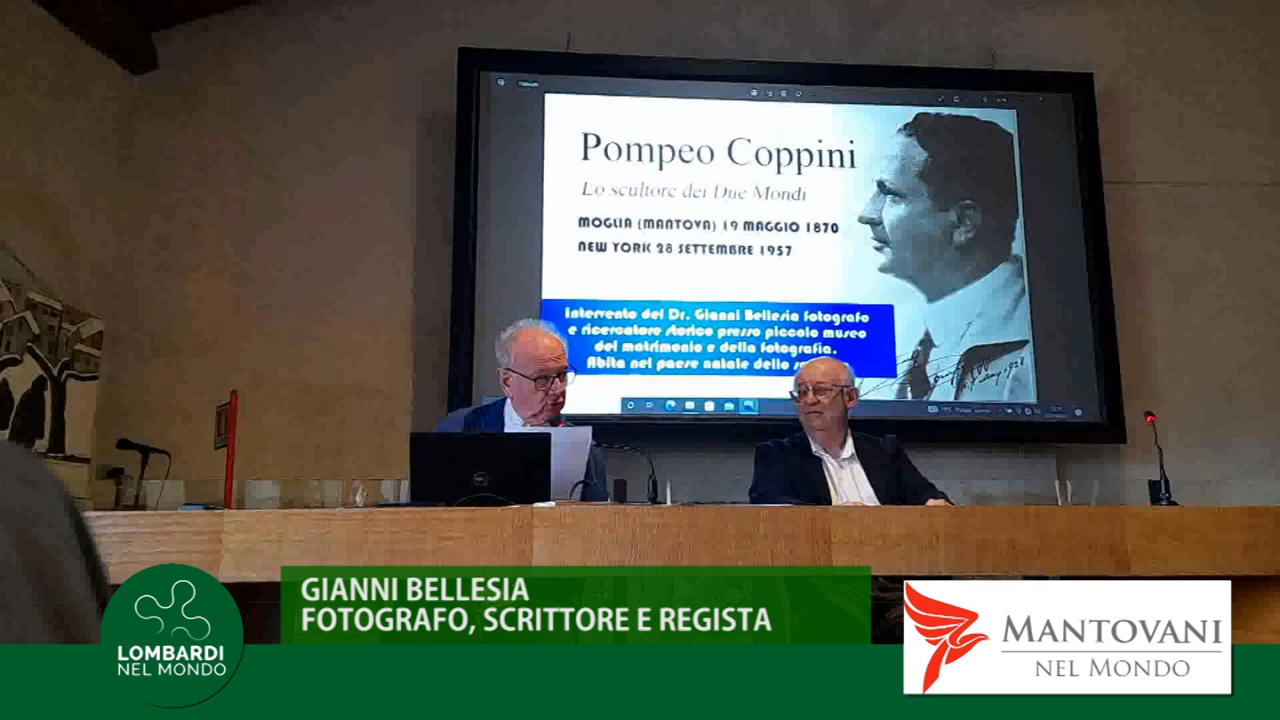 Pompeo Coppini
Lo scultore dei Due Mondi
MOGLIA (MANTOVA) 19 MAGGIO 1870
NEW YORK 28 SETTEMBRE 1957
Intervento del Dr. Gianni Bellesia fotografo
e ricercatore storico presso piccolo museo
del matrimonio e della fotografia.
Abita nel paese natale dello
GIANNI BELLESIA
FOTOGRAFO, SCRITTORE E REGISTA
LOMBARDI
NEL MONDO
MANTOVANI
NEL MONDO